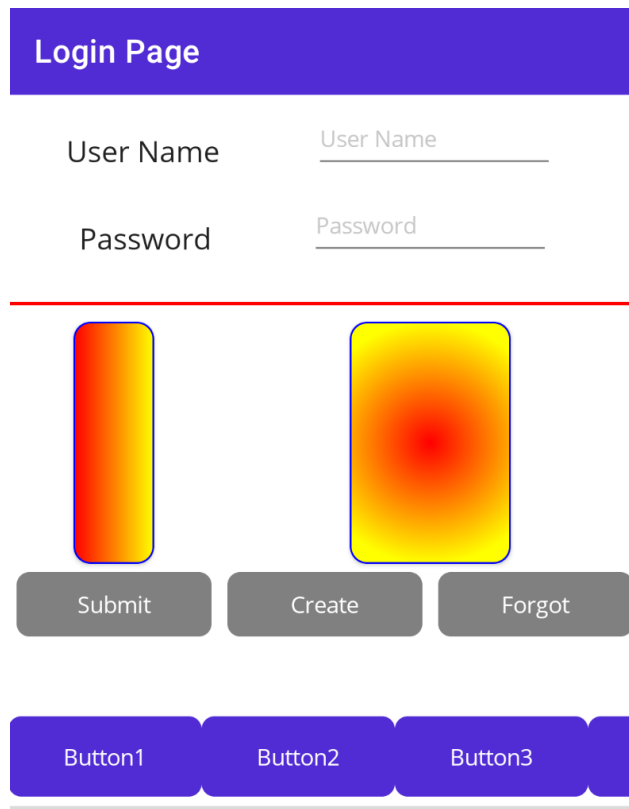 Login Page
User Name User Name
Password Password
Submit Create Forgot
Button1 Button2 Button3